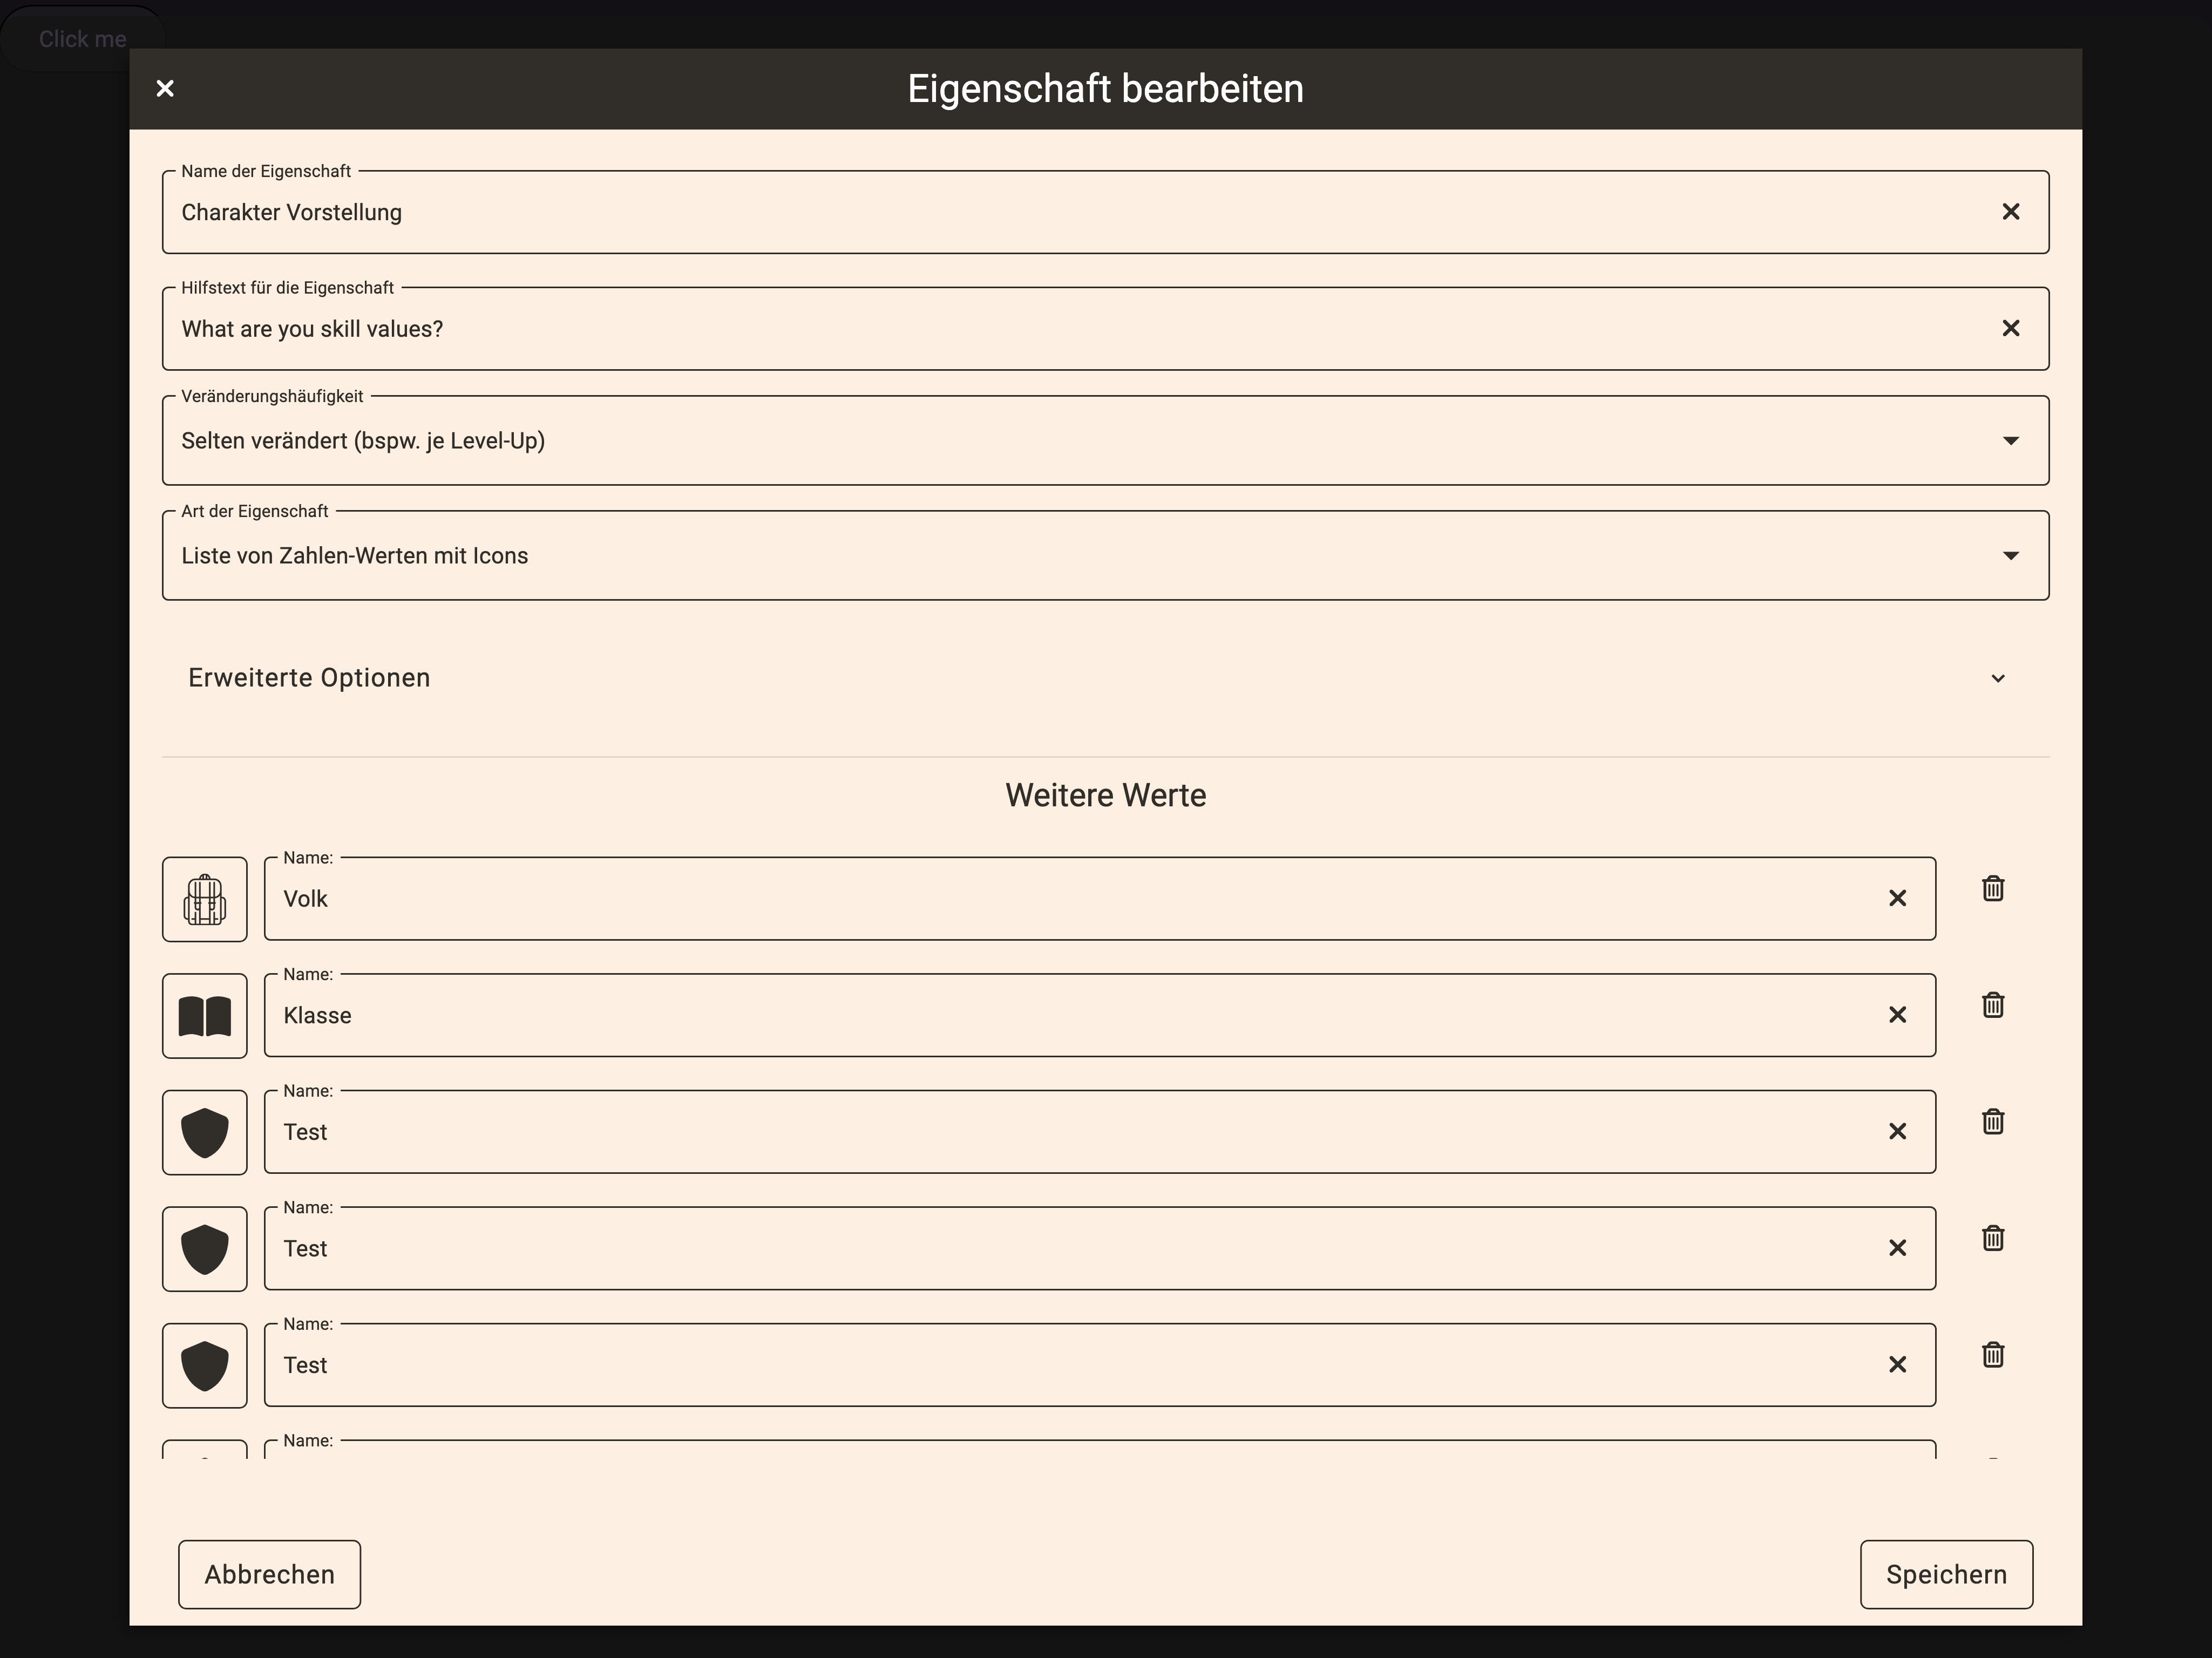 Click me
Eigenschaft bearbeiten
Name der Eigenschaft
Charakter Vorstellung
Hilfstext für die Eigenschaft
What are you skill values?
Veränderungshäufigkeit
Selten verändert (bspw. je Level-Up)
Art der Eigenschaft
Liste von Zahlen-Werten mit Icons
Erweiterte Optionen
Weitere Werte
Name:
Volk
Name:
Klasse
Name:
Test
Name:
Test
Name:
Test
Name:
Abbrechen
Speichern